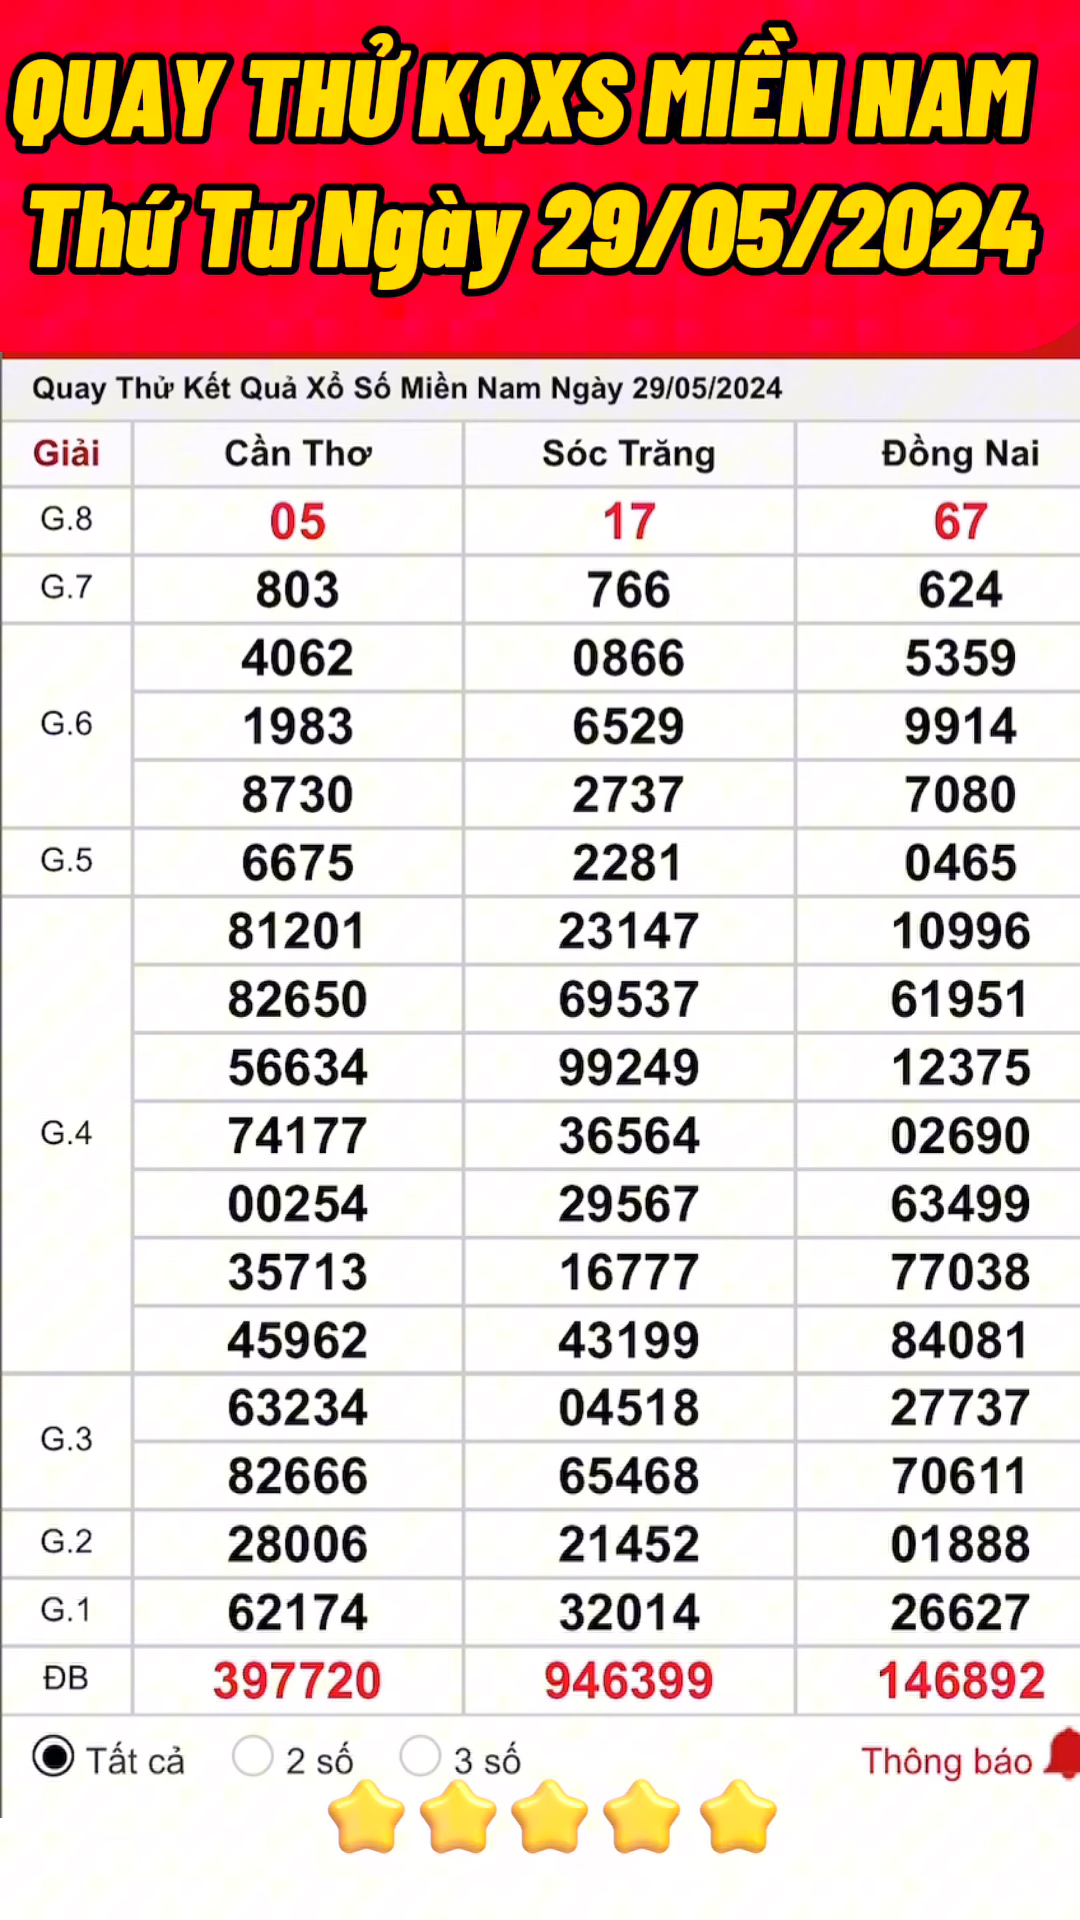 QUAY THỬ KQXS MIỀN NAM
Thứ Tư Ngày 29/05/2024
Quay Thử Kết Quả Xổ Số Miền Nam Ngày 29/05/2024
Giải Cần Thơ Sóc Trăng Đồng Nai
G.8 05 17 67
G.7 803 766 624
4062 0866 5359
G.6 1983 6529 9914
8730 2737 7080
G.5 6675 2281 0465
81201 23147 10996
82650 69537 61951
56634 99249 12375
G.4 74177 36564 02690
00254 29567 63499
35713 16777 77038
45962 43199 84081
G.3 63234 04518 27737
82666 65468 70611
G.2 28006 21452 01888
G.1 62174 32014 26627
ĐB 397720 946399 146892
Tất cả 2 số 3 số Thông báo